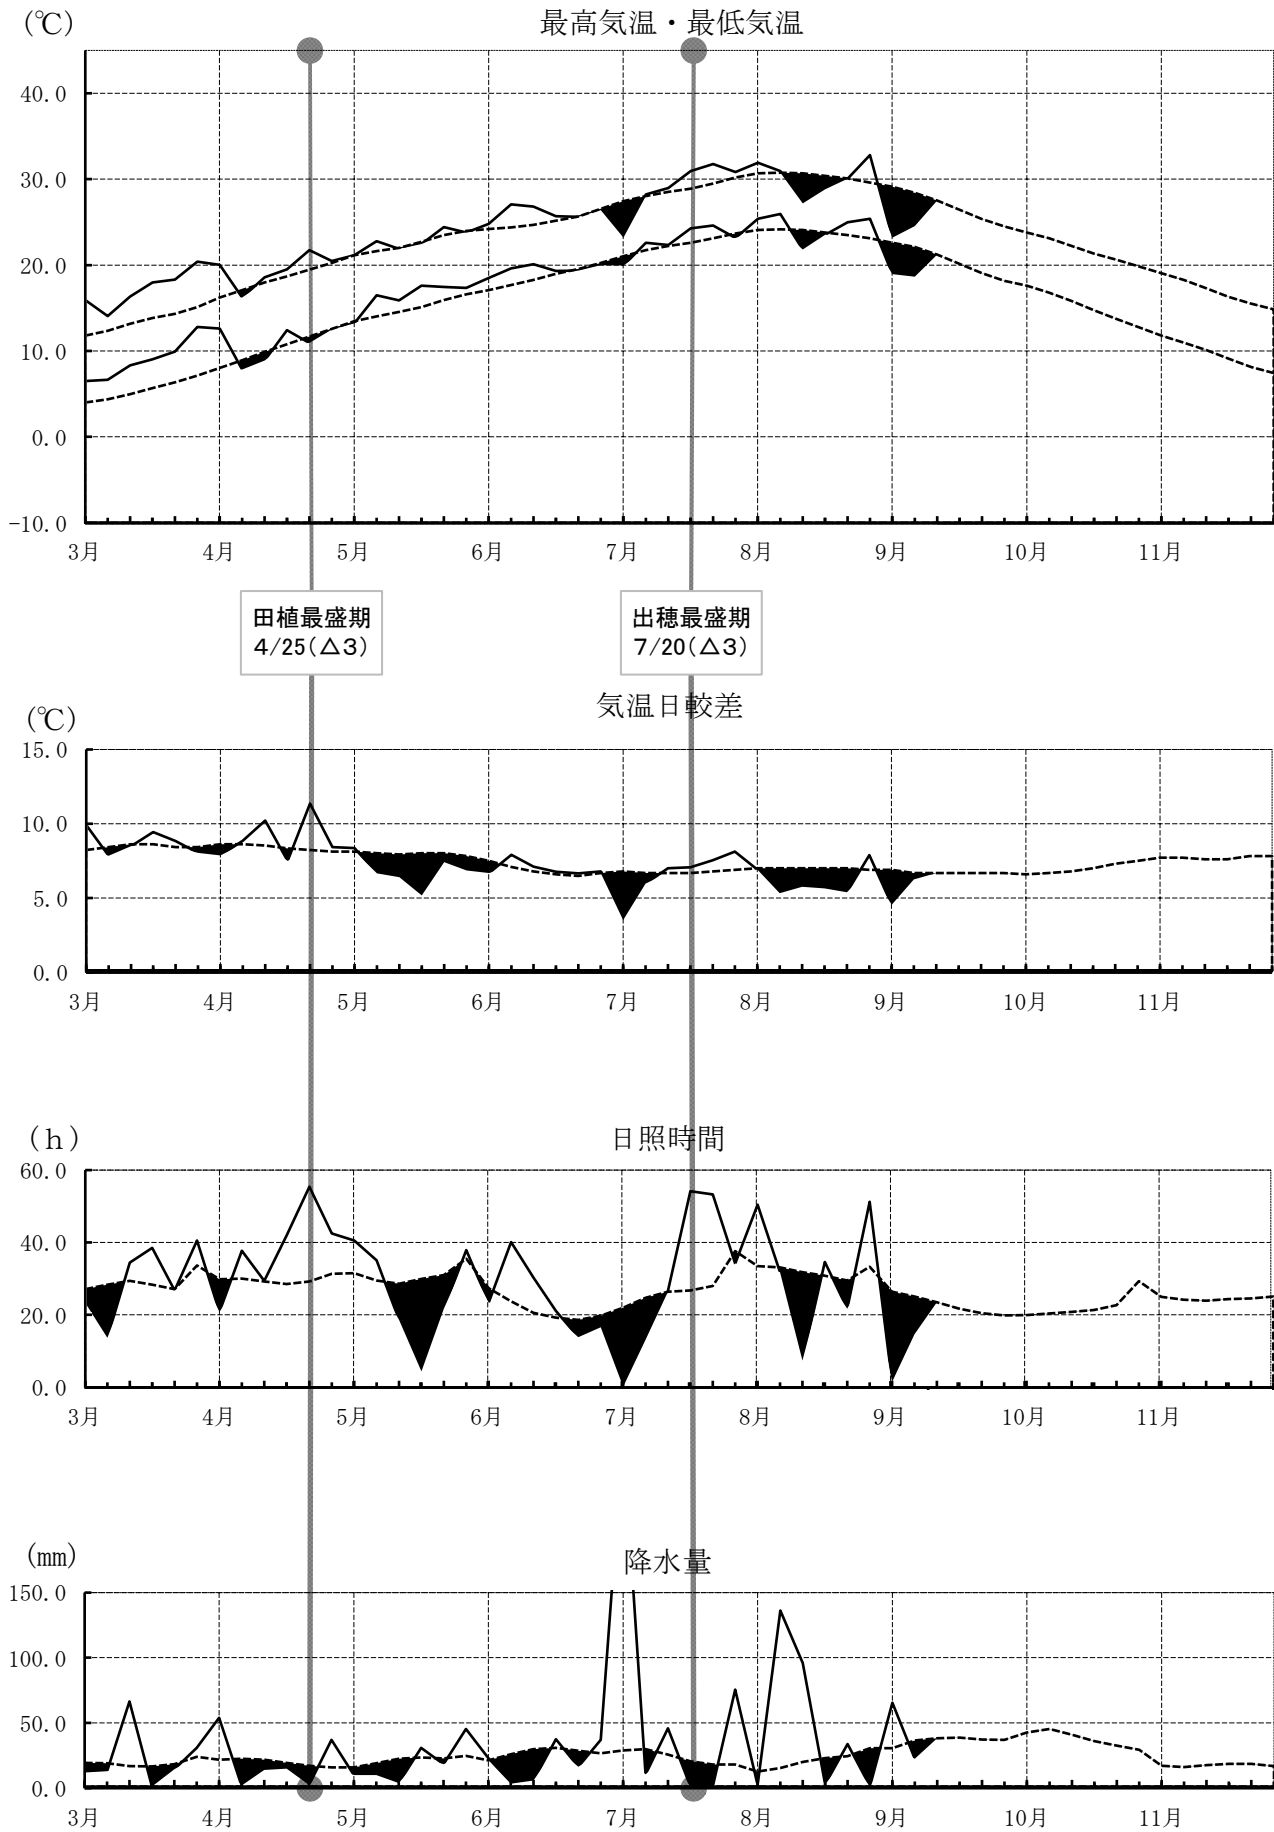 (℃)
最高気温・最低気温
40.0
30.0
20.0
10.0
0.0
-10.0
3月 4月 5月 6月 7月 8月 9月 10月 11月
田植最盛期
4/25(△3)
出穂最盛期
7/20(△3)
(℃)
気温日較差
15.0
10.0
5.0
0.0
3月 4月 5月 6月 7月 8月 9月 10月 11月
(ｈ)
日照時間
60.0
40.0
20.0
0.0
3月 4月 5月 6月 7月 8月 9月 10月 11月
(㎜)
降水量
150.0
100.0
50.0
0.0
3月 4月 5月 6月 7月 8月 9月 10月 11月